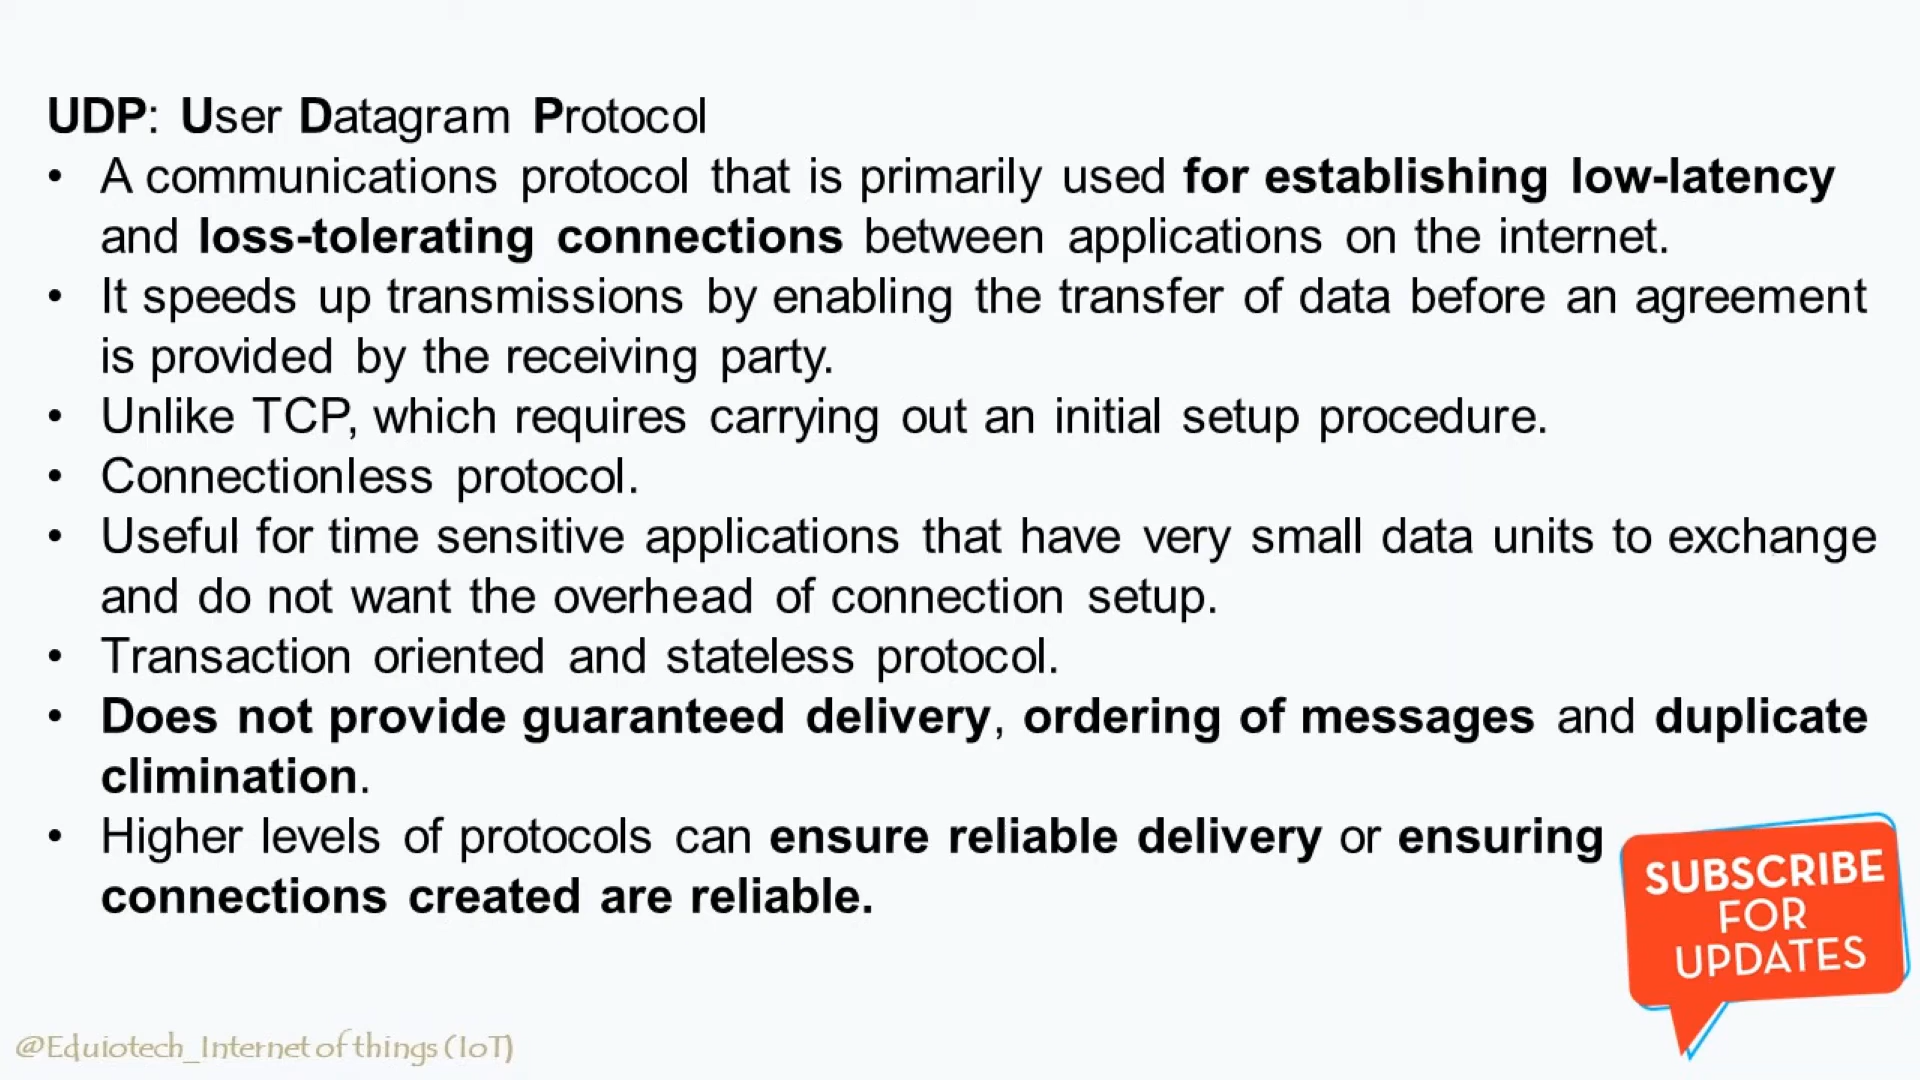 UDP: User Datagram Protocol
• A communications protocol that is primarily used for establishing low-latency
and loss-tolerating connections between applications on the internet.
• It speeds up transmissions by enabling the transfer of data before an agreement
is provided by the receiving party.
• Unlike TCP, which requires carrying out an initial setup procedure.
• Connectionless protocol.
• Useful for time sensitive applications that have very small data units to exchange
and do not want the overhead of connection setup.
• Transaction oriented and stateless protocol.
• Does not provide guaranteed delivery, ordering of messages and duplicate
climination.
• Higher levels of protocols can ensure reliable delivery or ensuring
connections created are reliable.
SUBSCRIBE
FOR
UPDATES
@Eduiotech_Internet of things (IoT)